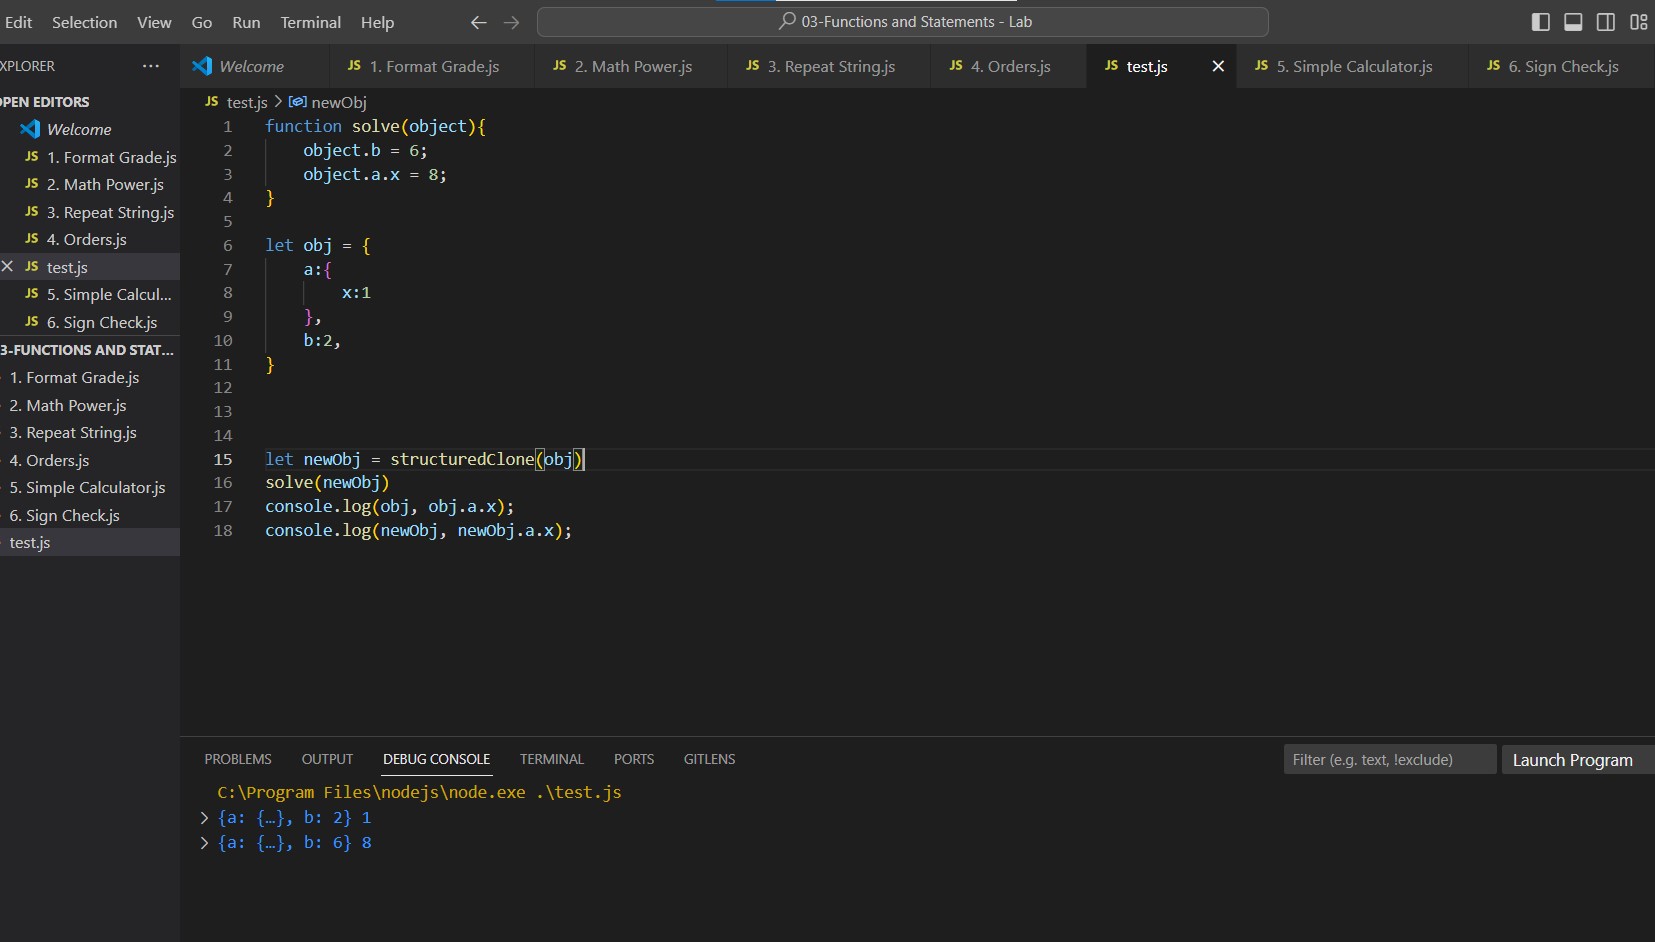 Edit Selection View Go Run Terminal Help 03-Functions and Statements - Lab
XPLORER ...
Welcome JS 1. Format Grade.js JS 2. Math Power.js JS 3. Repeat String.js JS 4. Orders.js JS test.js JS 5. Simple Calculator.js JS 6. Sign Check.js
PEN EDITORS
Welcome
JS 1. Format Grade.js
JS 2. Math Power.js
JS 3. Repeat String.js
JS 4. Orders.js
JS test.js
JS 5. Simple Calcul...
JS 6. Sign Check.js
3-FUNCTIONS AND STAT...
1. Format Grade.js
2. Math Power.js
3. Repeat String.js
4. Orders.js
5. Simple Calculator.js
6. Sign Check.js
test.js
JS test.js > newObj
1 function solve(object){
2 object.b = 6;
3 object.a.x = 8;
4 }
5
6 let obj = {
7 a:{
8 x:1
9 },
10 b:2,
11 }
12
13
14
15 let newObj = structuredClone(obj)
16 solve(newObj)
17 console.log(obj, obj.a.x);
18 console.log(newObj, newObj.a.x);
PROBLEMS OUTPUT DEBUG CONSOLE TERMINAL PORTS GITLENS Filter (e.g. text, !exclude) Launch Program
C:\Program Files\nodejs\node.exe .\test.js
> {a: {…}, b: 2} 1
> {a: {…}, b: 6} 8